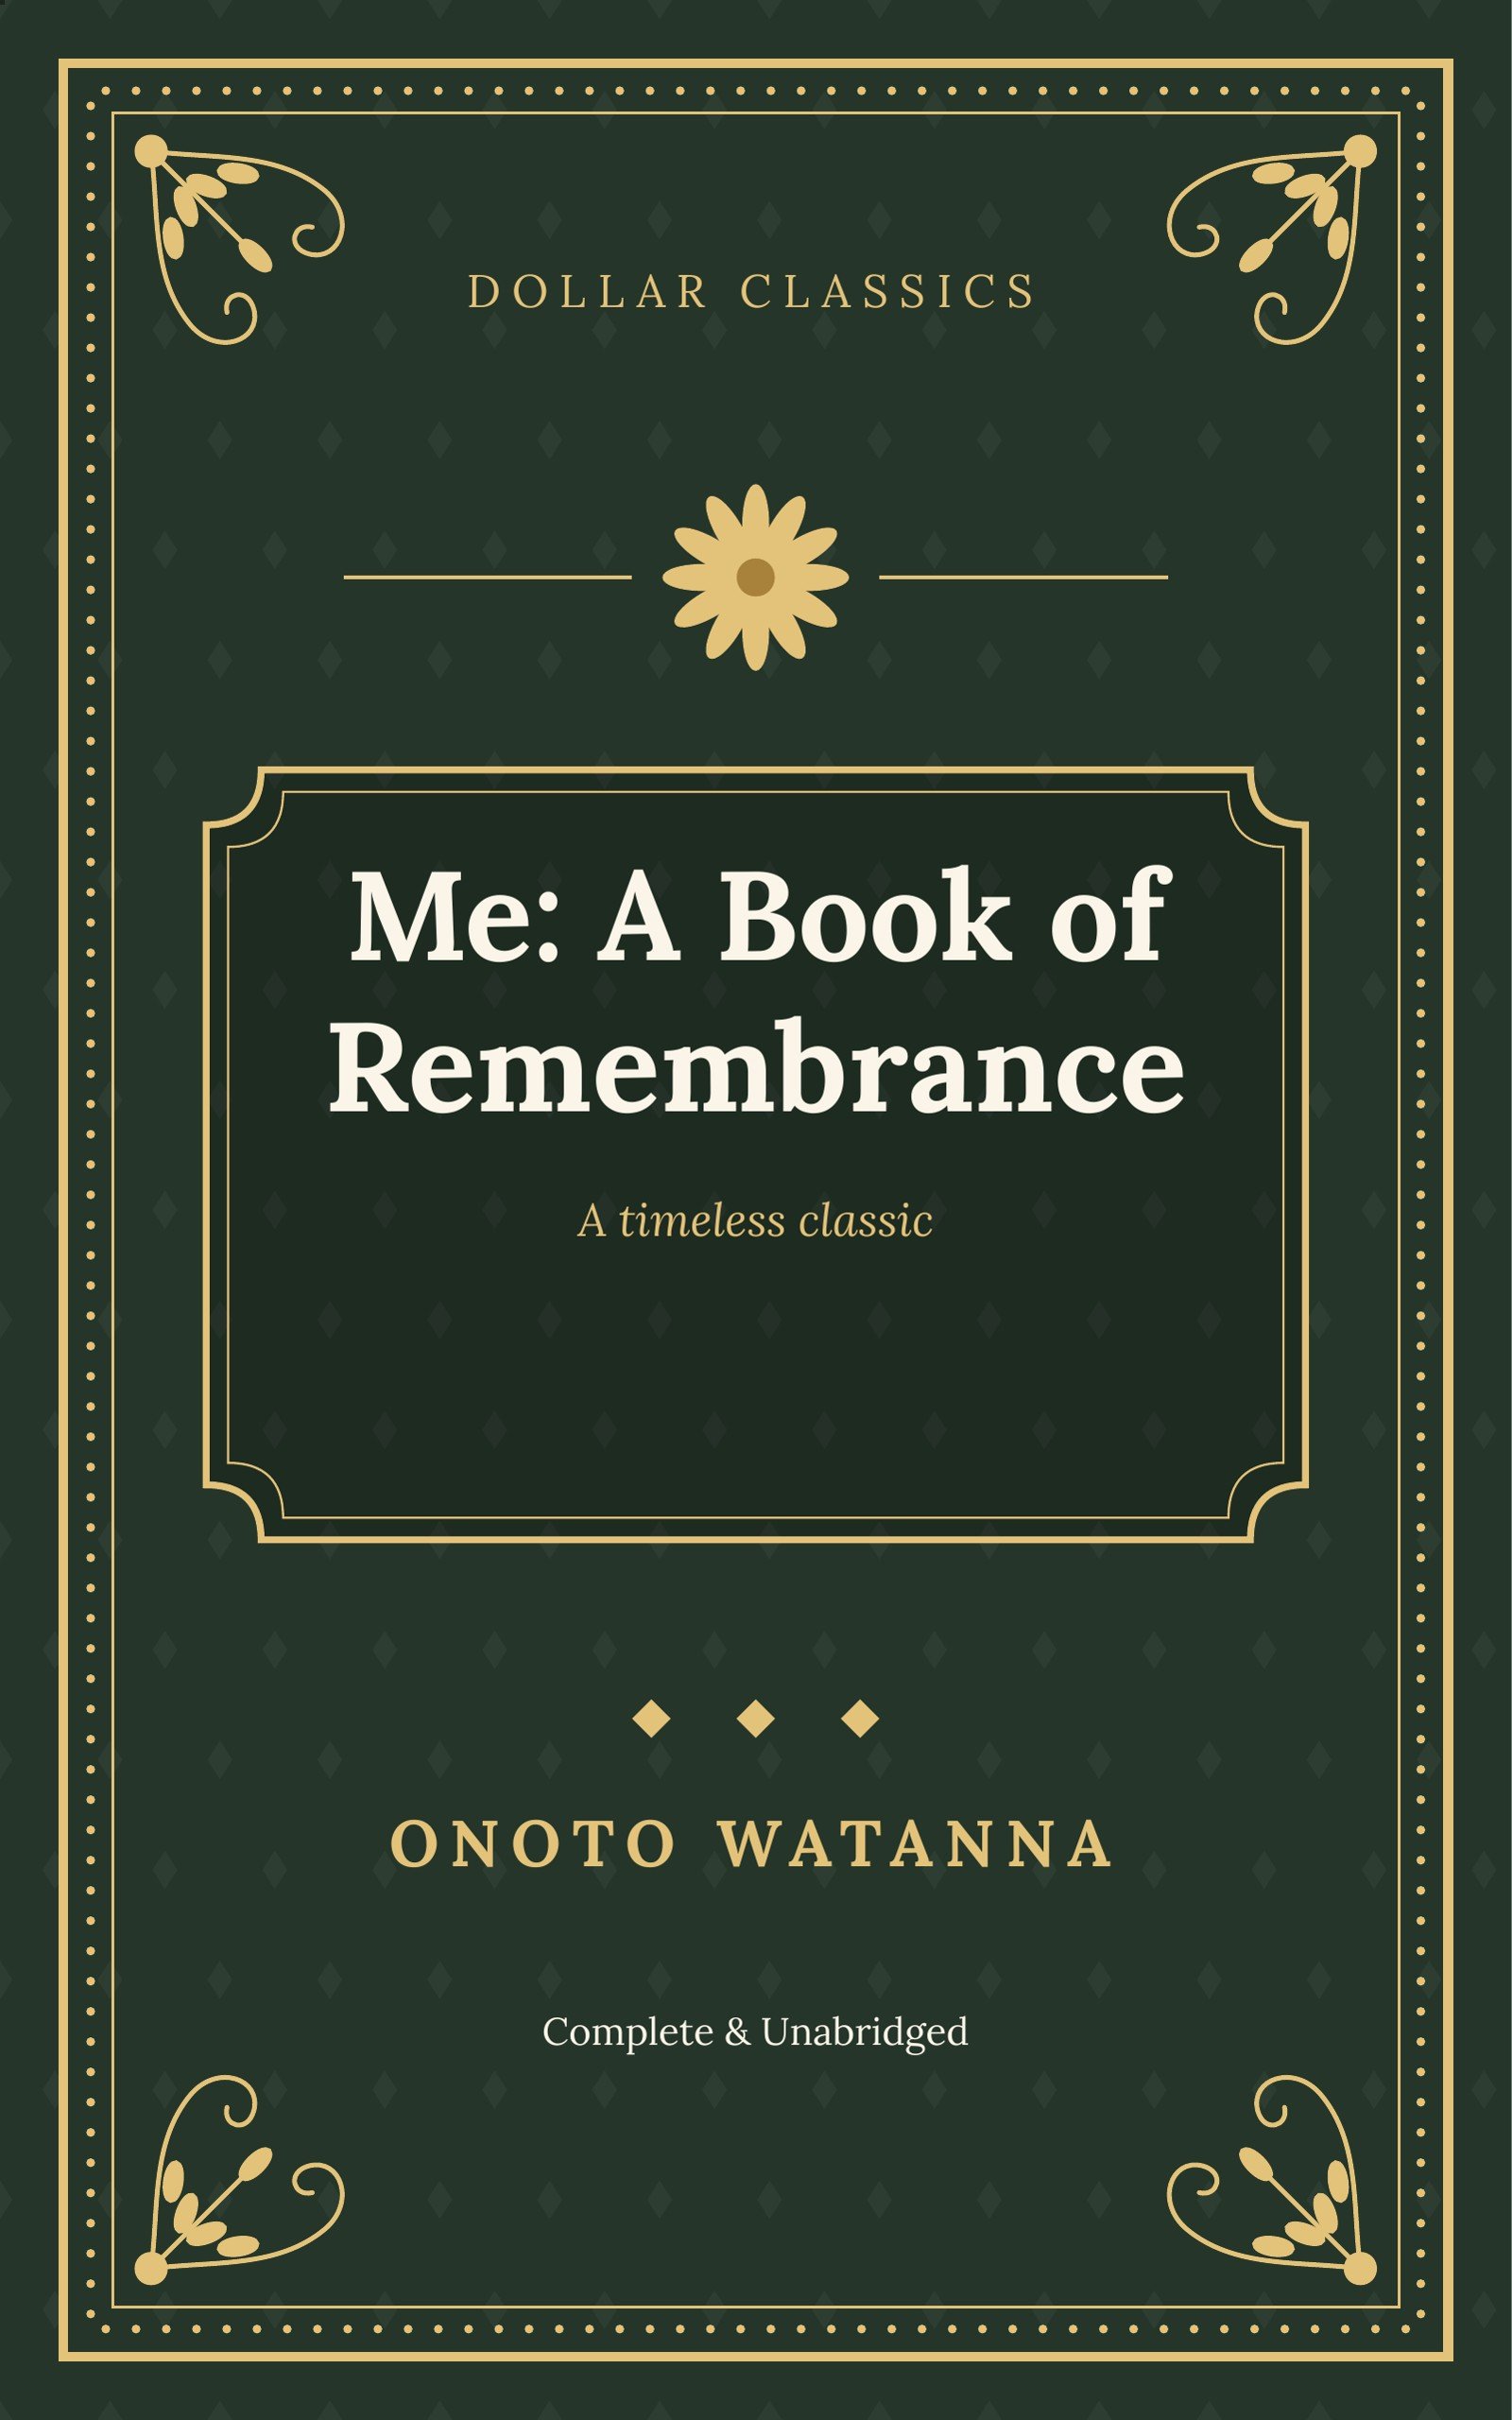 DOLLAR CLASSICS
Me: A Book of
Remembrance
A timeless classic
ONOTO WATANNA
Complete & Unabridged